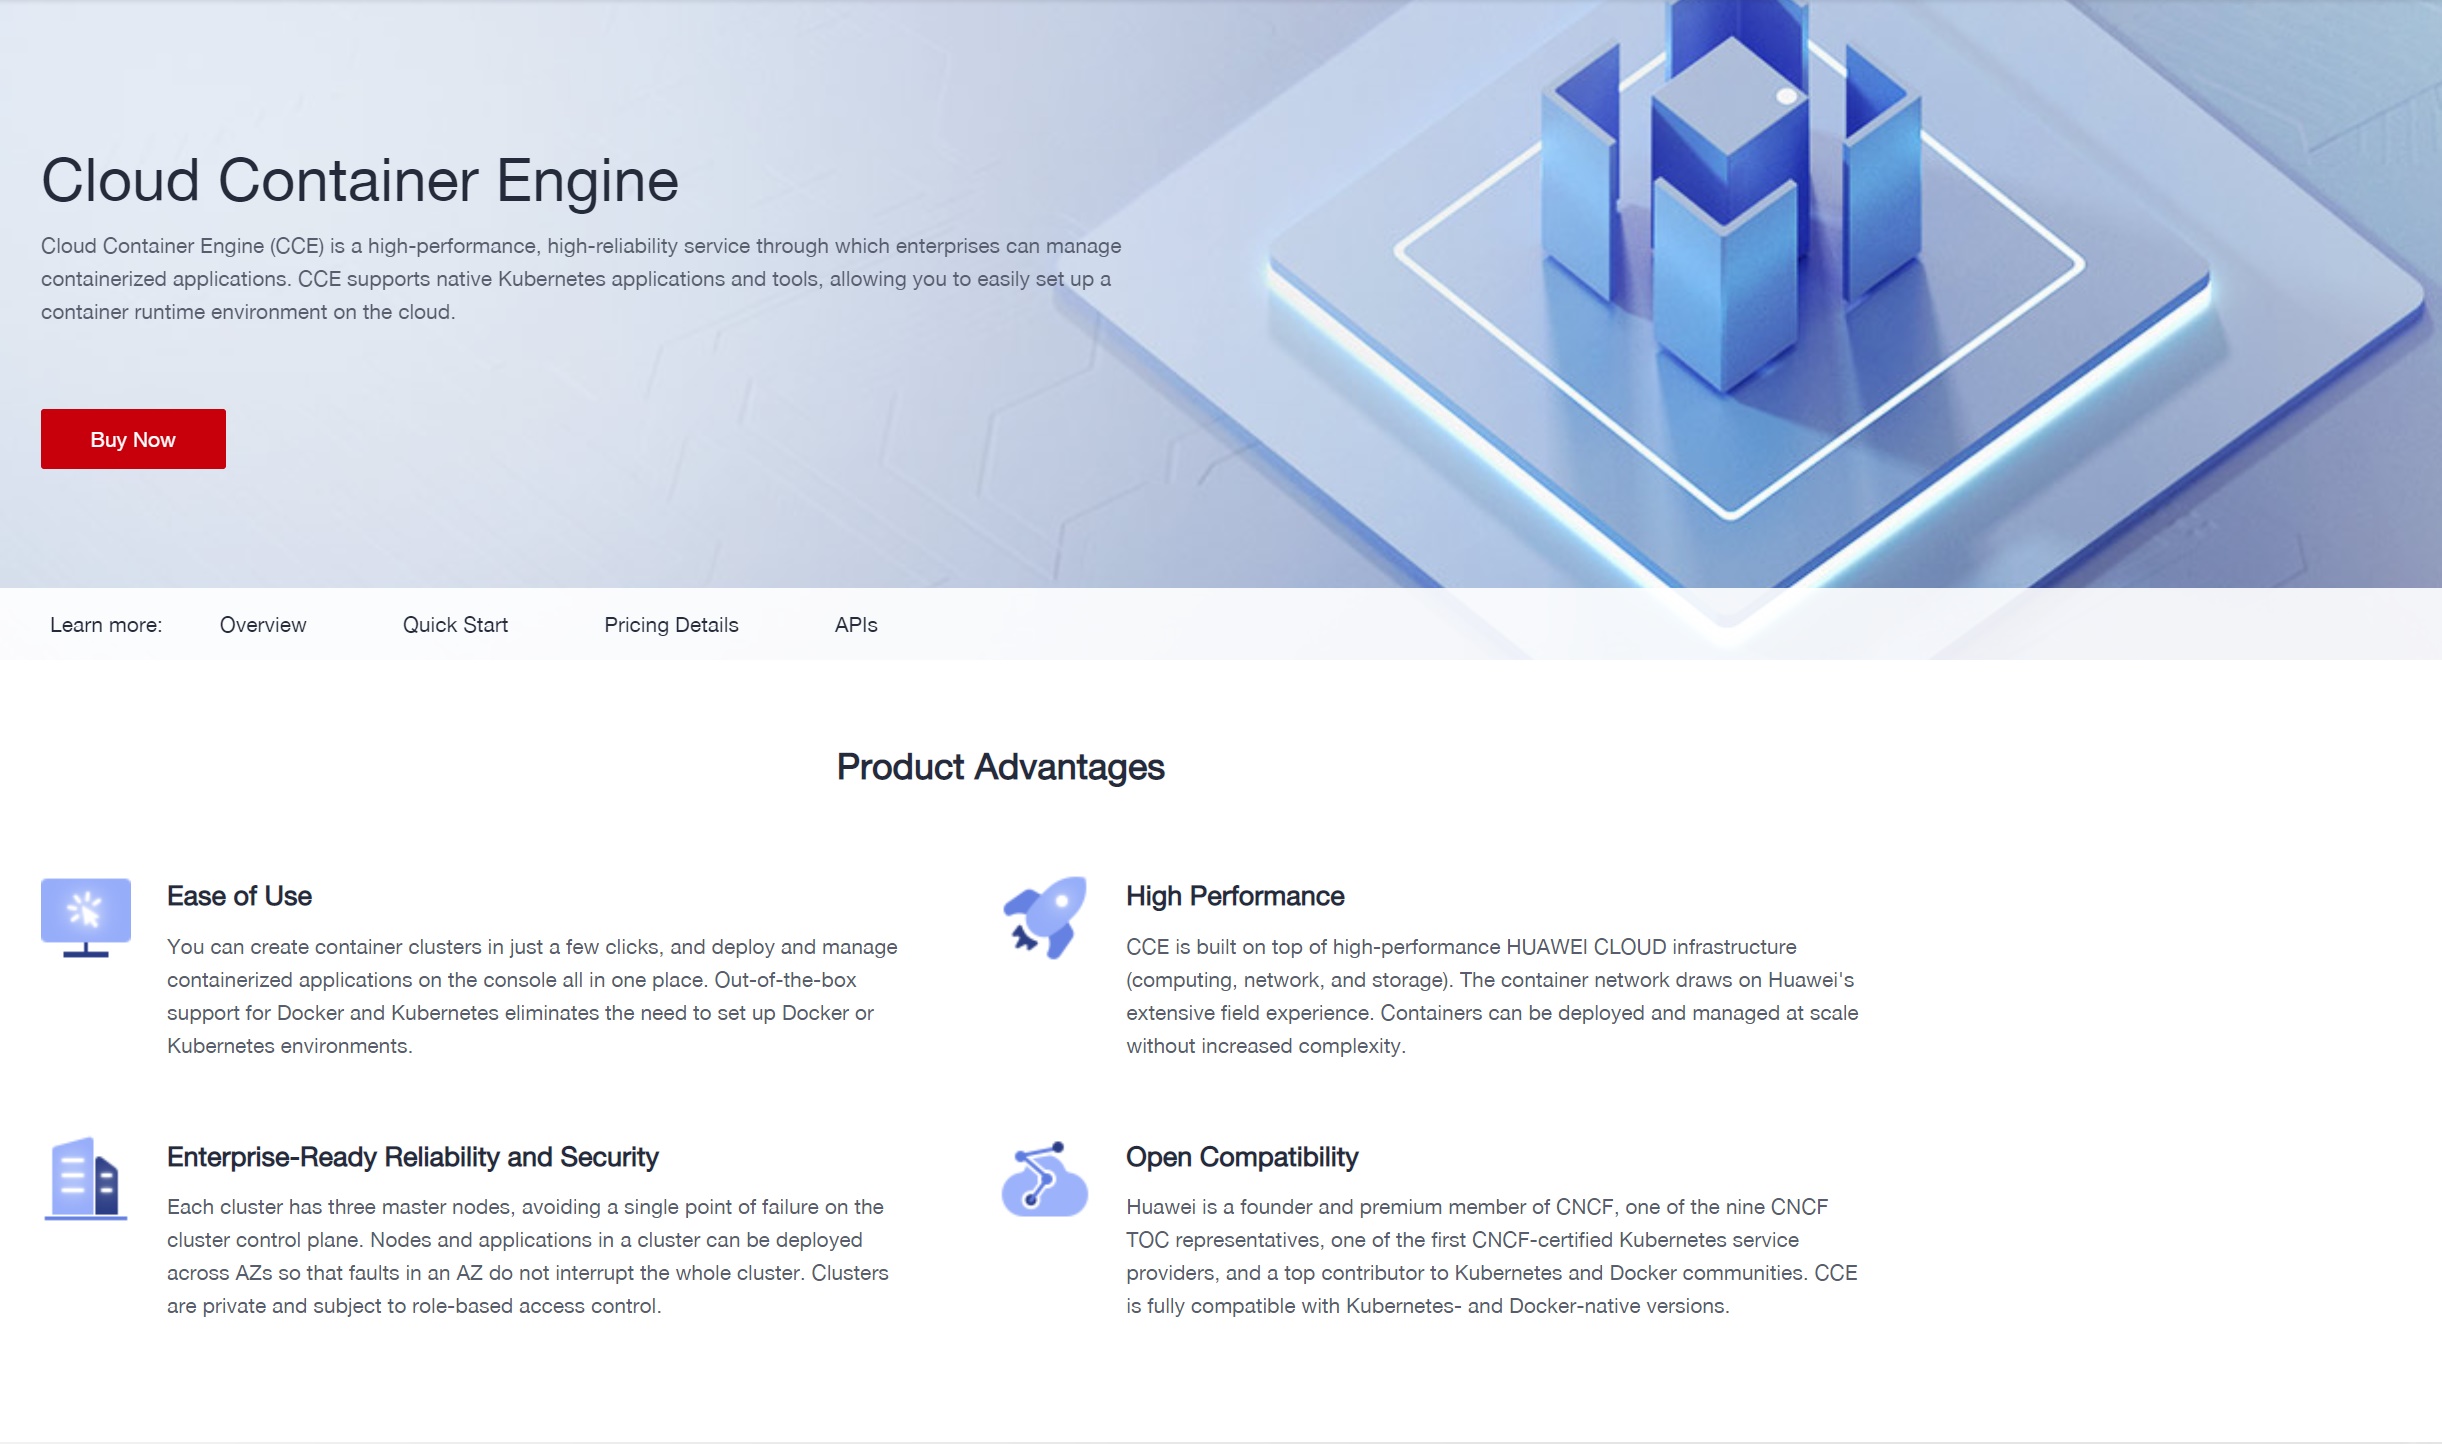 Cloud Container Engine
Cloud Container Engine (CCE) is a high-performance, high-reliability service through which enterprises can manage
containerized applications. CCE supports native Kubernetes applications and tools, allowing you to easily set up a
container runtime environment on the cloud.
Buy Now
Learn more: Overview Quick Start Pricing Details APIs
Product Advantages
Ease of Use
You can create container clusters in just a few clicks, and deploy and manage
containerized applications on the console all in one place. Out-of-the-box
support for Docker and Kubernetes eliminates the need to set up Docker or
Kubernetes environments.
High Performance
CCE is built on top of high-performance HUAWEI CLOUD infrastructure
(computing, network, and storage). The container network draws on Huawei's
extensive field experience. Containers can be deployed and managed at scale
without increased complexity.
Enterprise-Ready Reliability and Security
Each cluster has three master nodes, avoiding a single point of failure on the
cluster control plane. Nodes and applications in a cluster can be deployed
across AZs so that faults in an AZ do not interrupt the whole cluster. Clusters
are private and subject to role-based access control.
Open Compatibility
Huawei is a founder and premium member of CNCF, one of the nine CNCF
TOC representatives, one of the first CNCF-certified Kubernetes service
providers, and a top contributor to Kubernetes and Docker communities. CCE
is fully compatible with Kubernetes- and Docker-native versions.